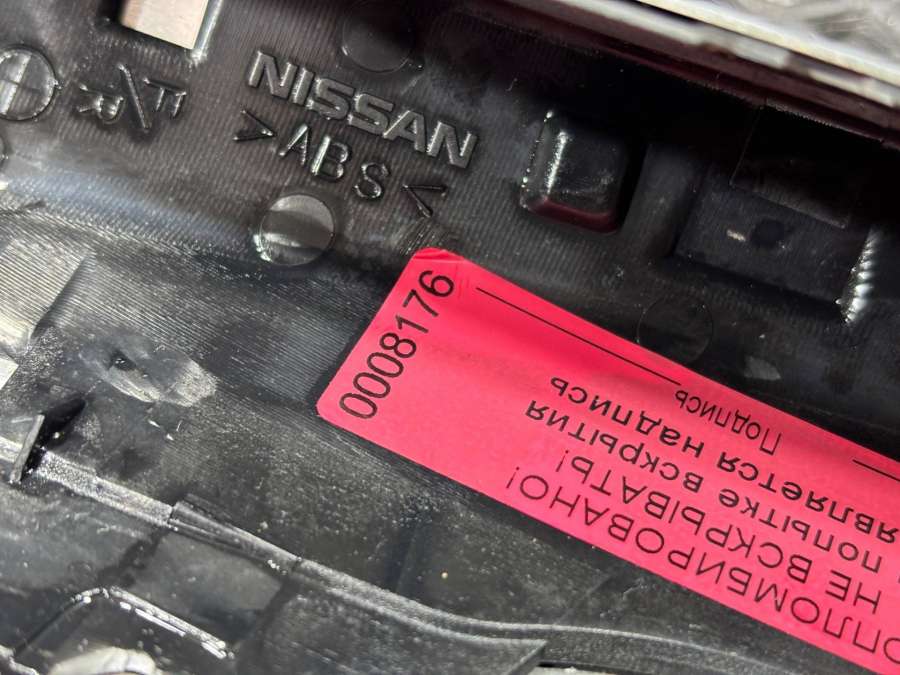 NISSAN
>ABS<
0008176
ОПЛОМБИРОВАНО!
НЕ ВСКРЫВАТЬ!
попытке вскрытия
является надпись
Подпись